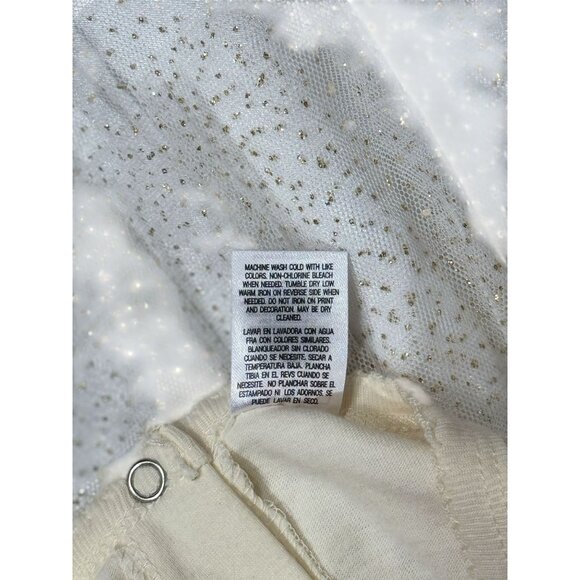 MACHINE WASH COLD WITH LIKE
COLORS. NON-CHLORINE BLEACH
WHEN NEEDED. TUMBLE DRY LOW.
WARM IRON ON REVERSE SIDE WHEN
NEEDED. DO NOT IRON ON PRINT
AND DECORATION. MAY BE DRY
CLEANED.
LAVAR EN LAVADORA CON AGUA
FRA CON COLORES SIMILARES.
BLANQUEADOR SIN CLORADO
CUANDO SE NECESITE. SECAR A
TEMPERATURA BAJA. PLANCHA
TIBIA EN EL REVS CUANDO SE
NECESITE. NO PLANCHAR SOBRE EL
ESTAMPADO NI LOS ADORNOS. SE
PUEDE LAVAR EN SECO.